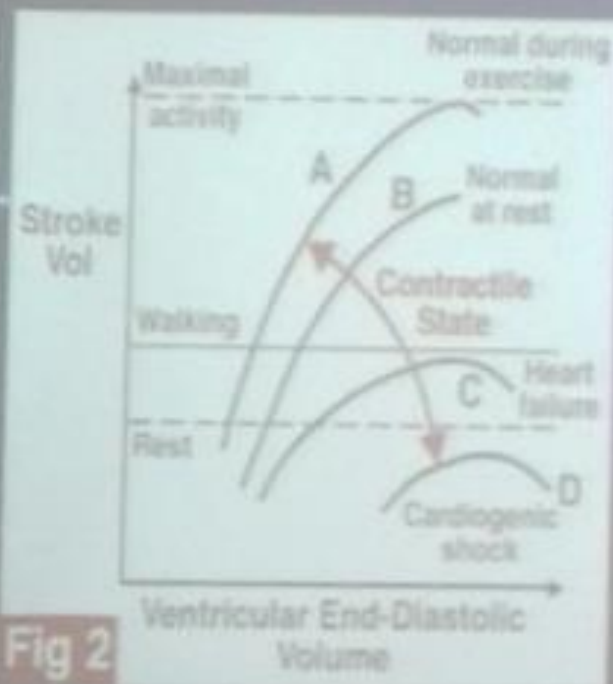 Normal during
exercise
Maximal
activity
A
B
Normal
at rest
Stroke
Vol
Contractile
State
Walking
C
Heart
failure
Rest
D
Cardiogenic
shock
Ventricular End-Diastolic
Volume
Fig 2